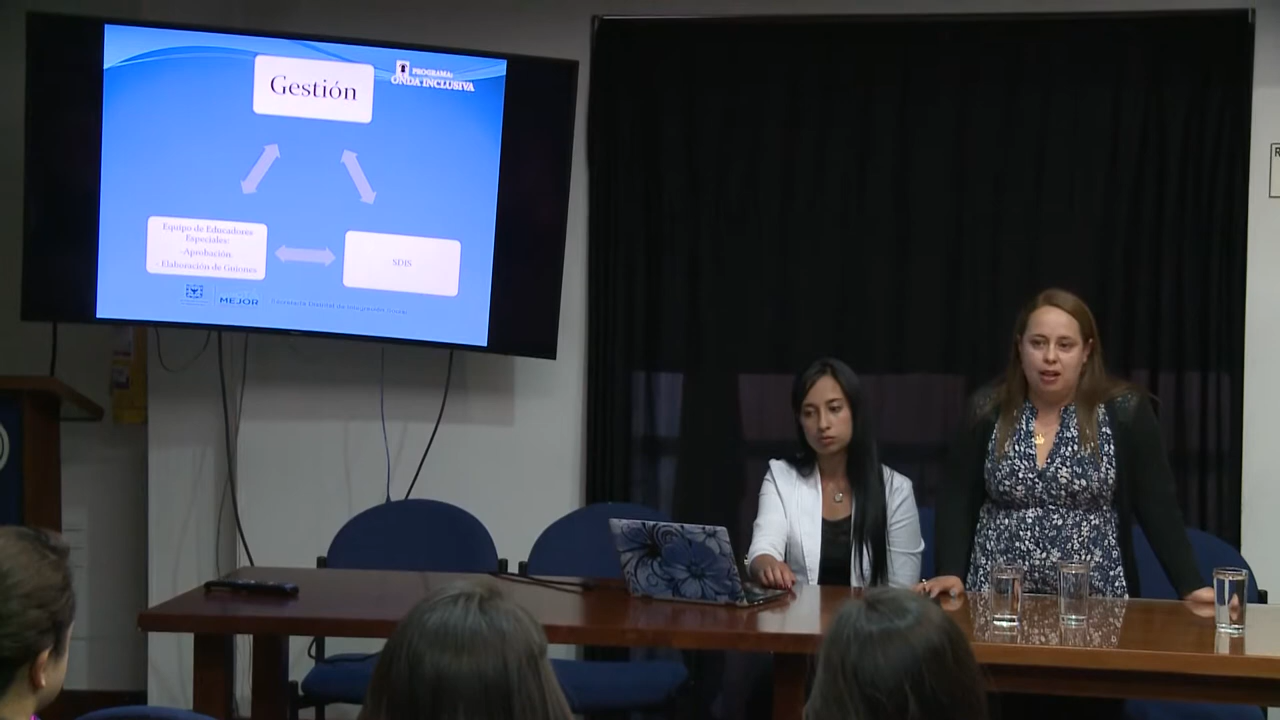 Gestión
PROGRAMA:
ONDA INCLUSIVA
Equipo de Educadores
Especiales:
-Aprobación.
- Elaboración de Guiones
SDIS
MEJOR
Secretaría Distrital de Integración Social
R